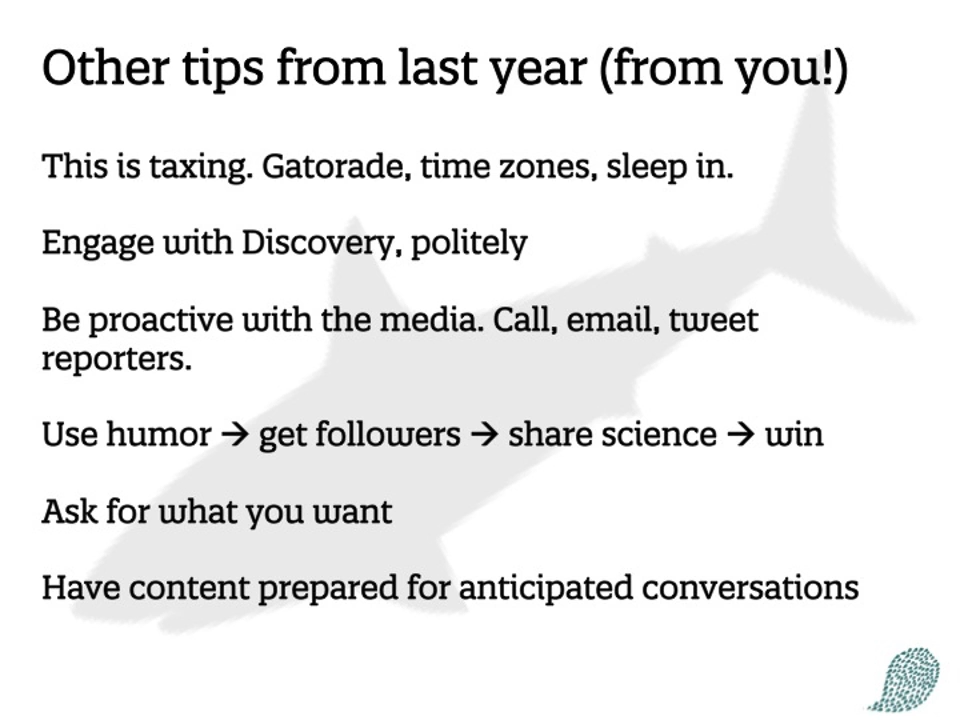 Other tips from last year (from you!)
This is taxing. Gatorade, time zones, sleep in.
Engage with Discovery, politely
Be proactive with the media. Call, email, tweet
reporters.
Use humor → get followers → share science → win
Ask for what you want
Have content prepared for anticipated conversations